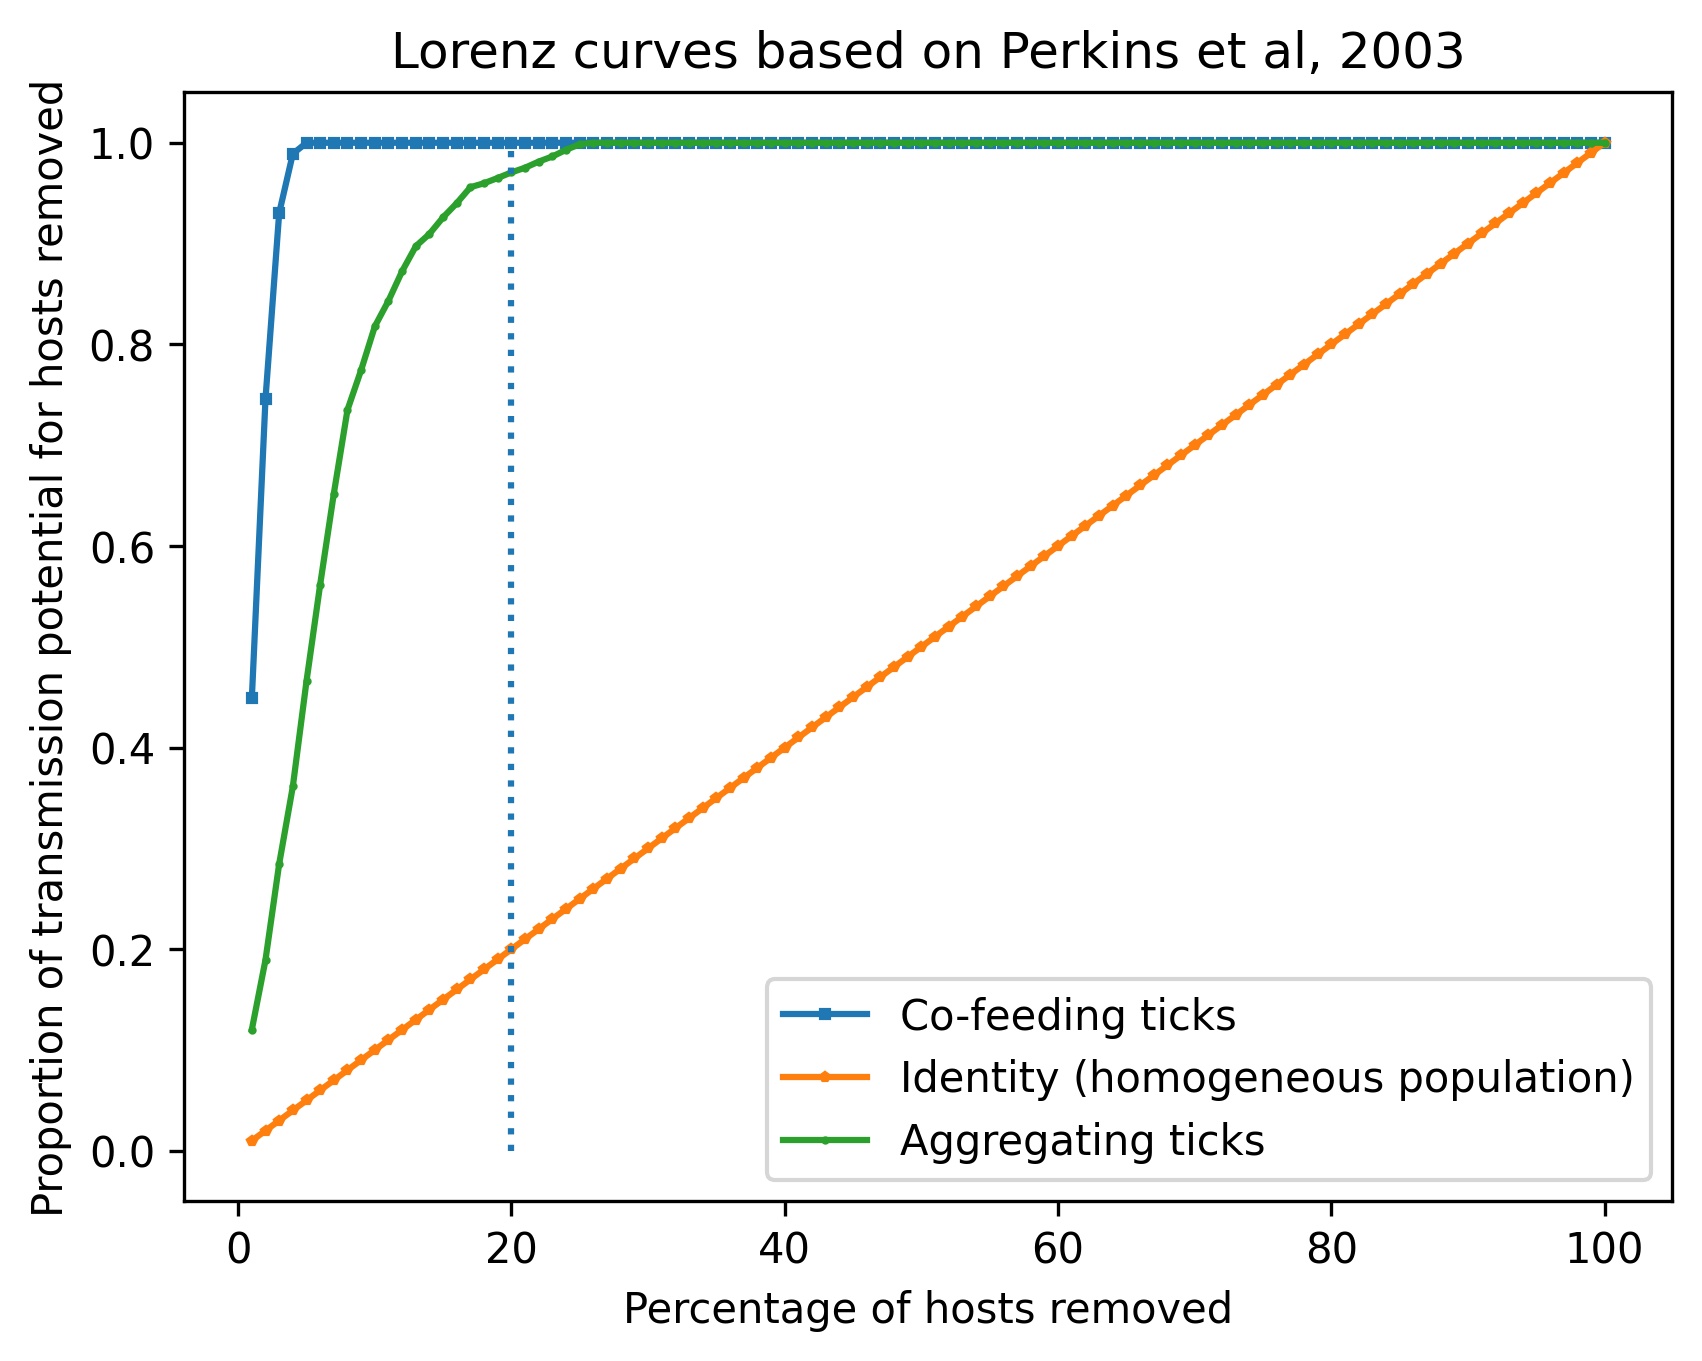 Lorenz curves based on Perkins et al, 2003
Proportion of transmission potential for hosts removed
1.0
0.8
0.6
0.4
0.2
0.0
Co-feeding ticks
Identity (homogeneous population)
Aggregating ticks
0 20 40 60 80 100
Percentage of hosts removed